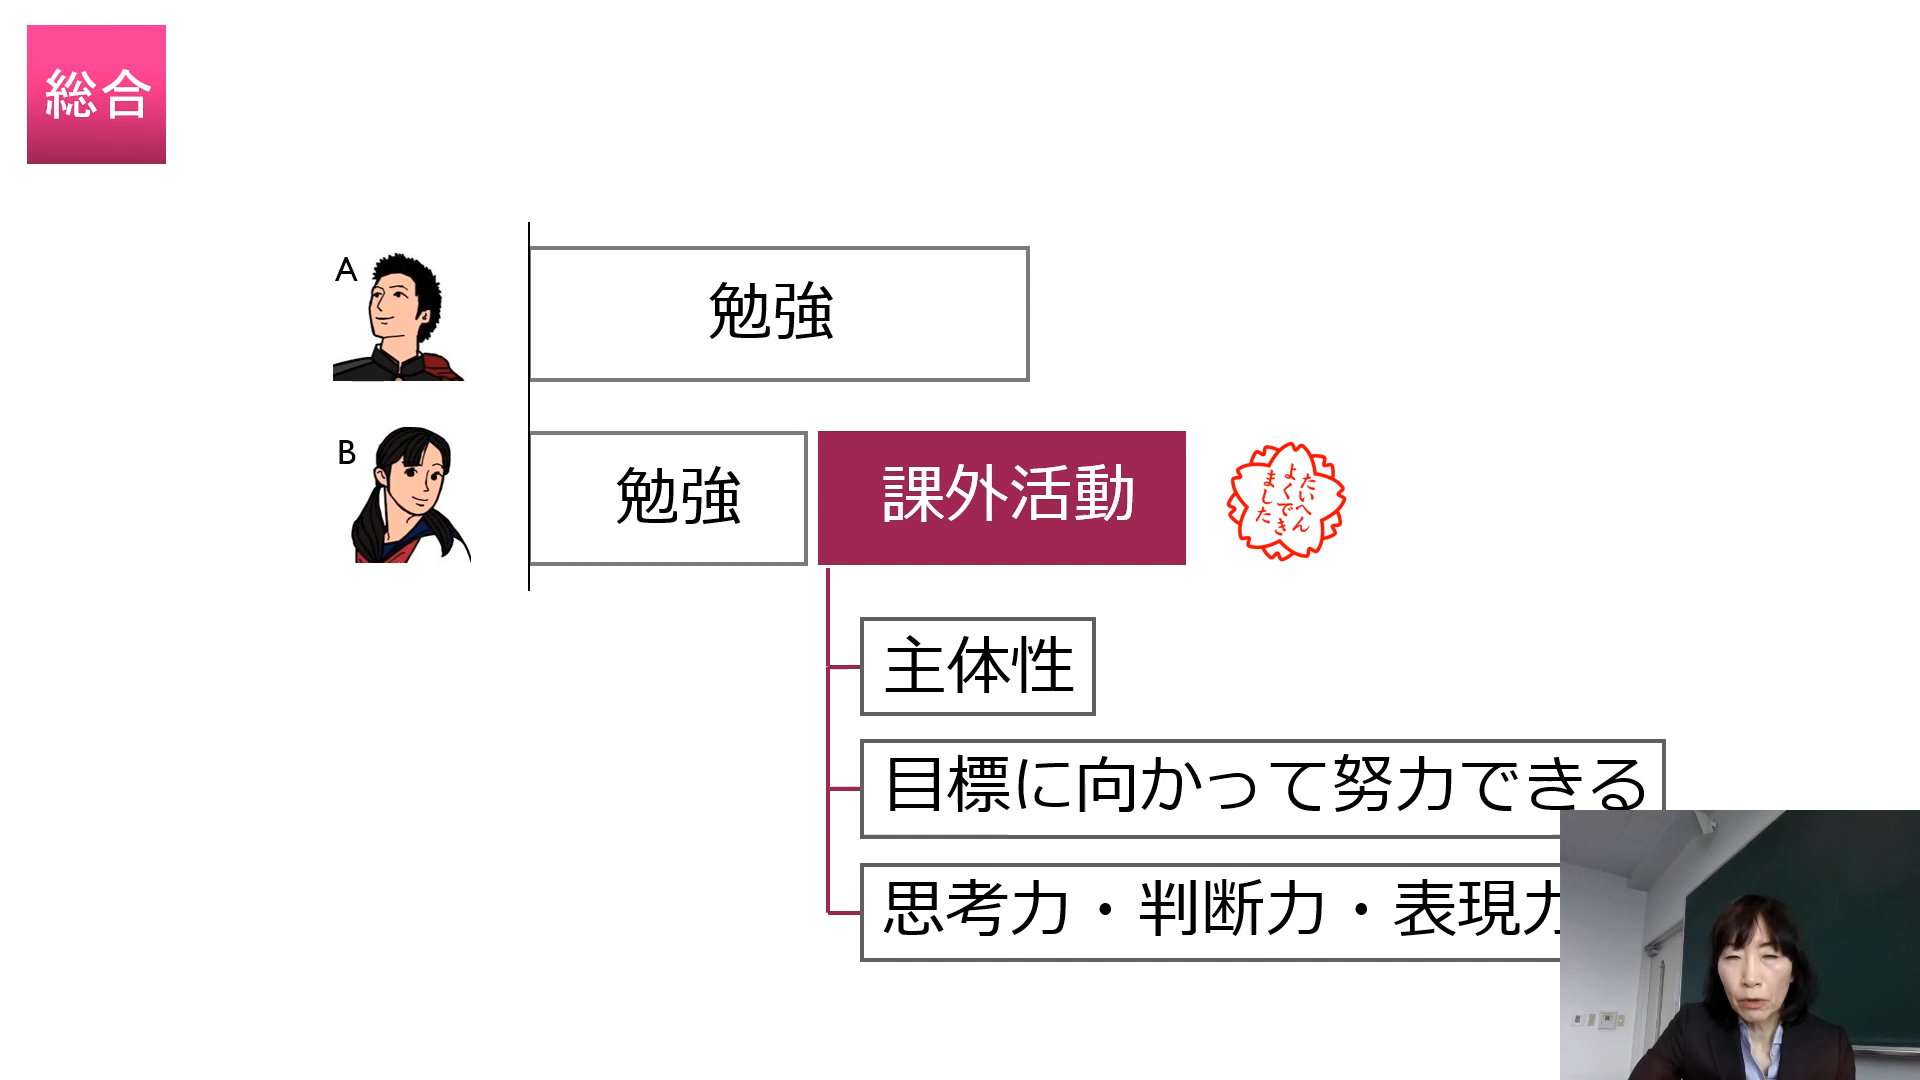 総合
A
勉強
B
勉強
課外活動
たいへん
よくでき
ました
主体性
目標に向かって努力できる
思考力・判断力・表現力